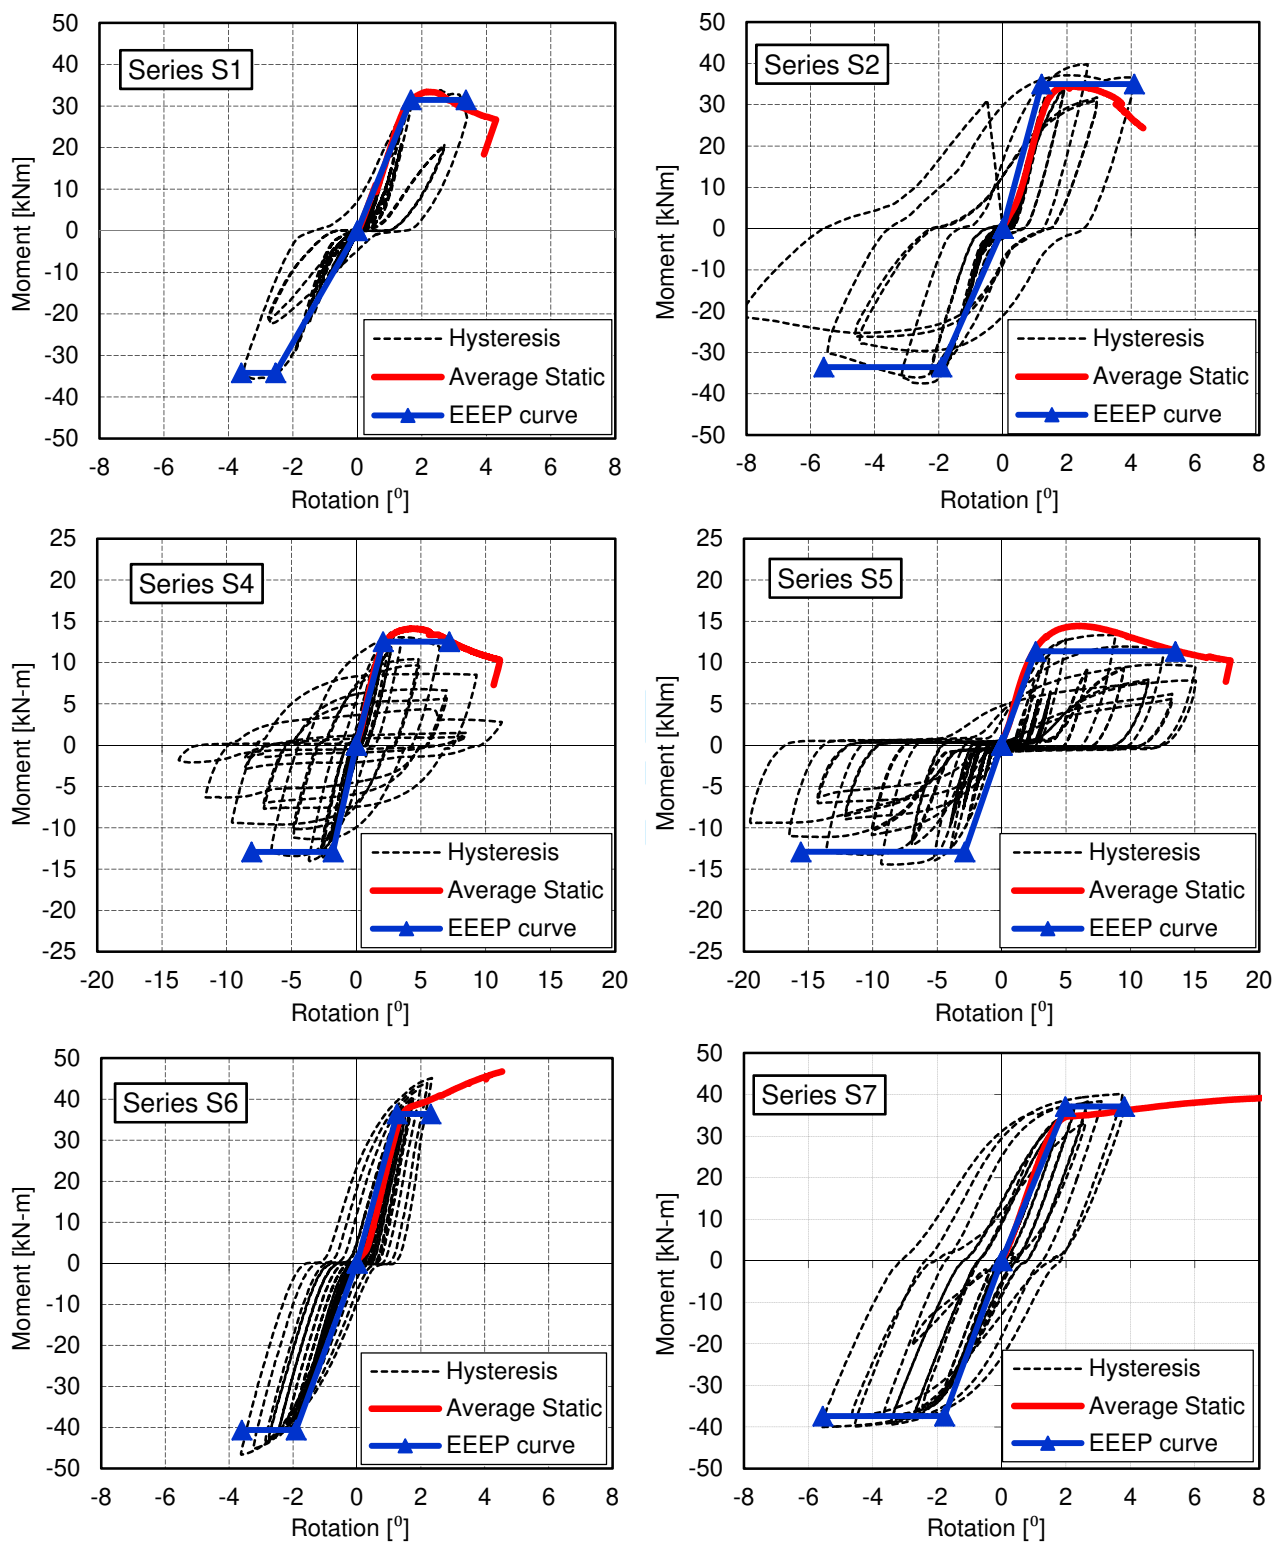 Series S1
Moment [kNm]
50
40
30
20
10
0
-10
-20
-30
-40
-50
Hysteresis
Average Static
EEEP curve
-8 -6 -4 -2 0 2 4 6 8
Rotation [⁰]
Series S2
Moment [kNm]
50
40
30
20
10
0
-10
-20
-30
-40
-50
Hysteresis
Average Static
EEEP curve
-8 -6 -4 -2 0 2 4 6 8
Rotation [⁰]
Series S4
Moment [kN-m]
25
20
15
10
5
0
-5
-10
-15
-20
-25
Hysteresis
Average Static
EEEP curve
-20 -15 -10 -5 0 5 10 15 20
Rotation [⁰]
Series S5
Moment [kNm]
25
20
15
10
5
0
-5
-10
-15
-20
-25
Hysteresis
Average Static
EEEP curve
-20 -15 -10 -5 0 5 10 15 20
Rotation [⁰]
Series S6
Moment [kN-m]
50
40
30
20
10
0
-10
-20
-30
-40
-50
Hysteresis
Average Static
EEEP curve
-8 -6 -4 -2 0 2 4 6 8
Rotation [⁰]
Series S7
Moment [kN-m]
50
40
30
20
10
0
-10
-20
-30
-40
-50
Hysteresis
Average Static
EEEP curve
-8 -6 -4 -2 0 2 4 6 8
Rotation [⁰]